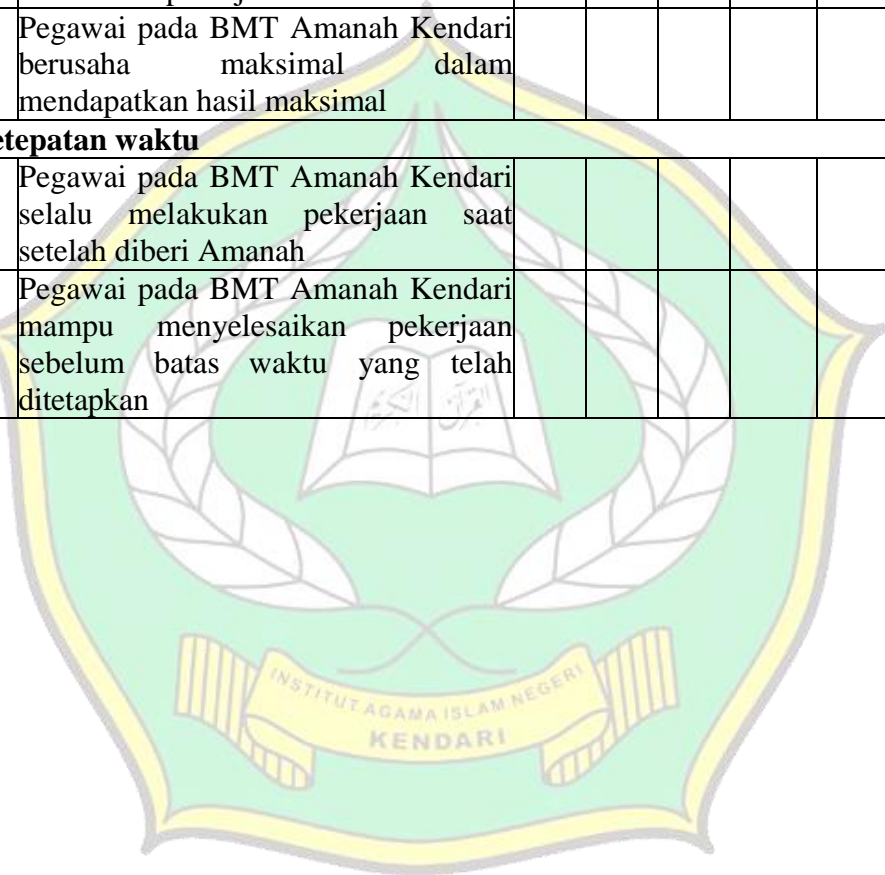 Pegawai pada BMT Amanah Kendari
berusaha maksimal dalam
mendapatkan hasil maksimal
etepatan waktu
Pegawai pada BMT Amanah Kendari
selalu melakukan pekerjaan saat
setelah diberi Amanah
Pegawai pada BMT Amanah Kendari
mampu menyelesaikan pekerjaan
sebelum batas waktu yang telah
ditetapkan
INSTITUT AGAMA ISLAM NEGERI
KENDARI